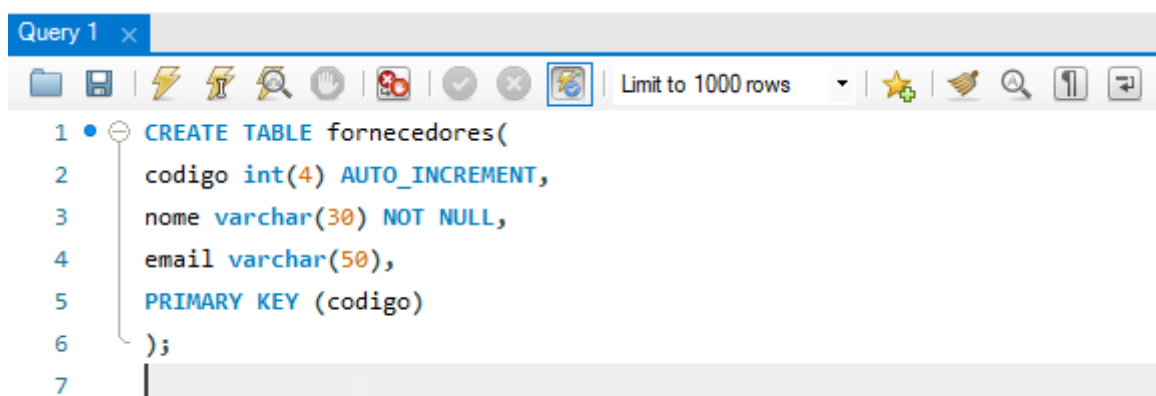 Query 1
Limit to 1000 rows
1 CREATE TABLE fornecedores(
2 codigo int(4) AUTO_INCREMENT,
3 nome varchar(30) NOT NULL,
4 email varchar(50),
5 PRIMARY KEY (codigo)
6 );
7